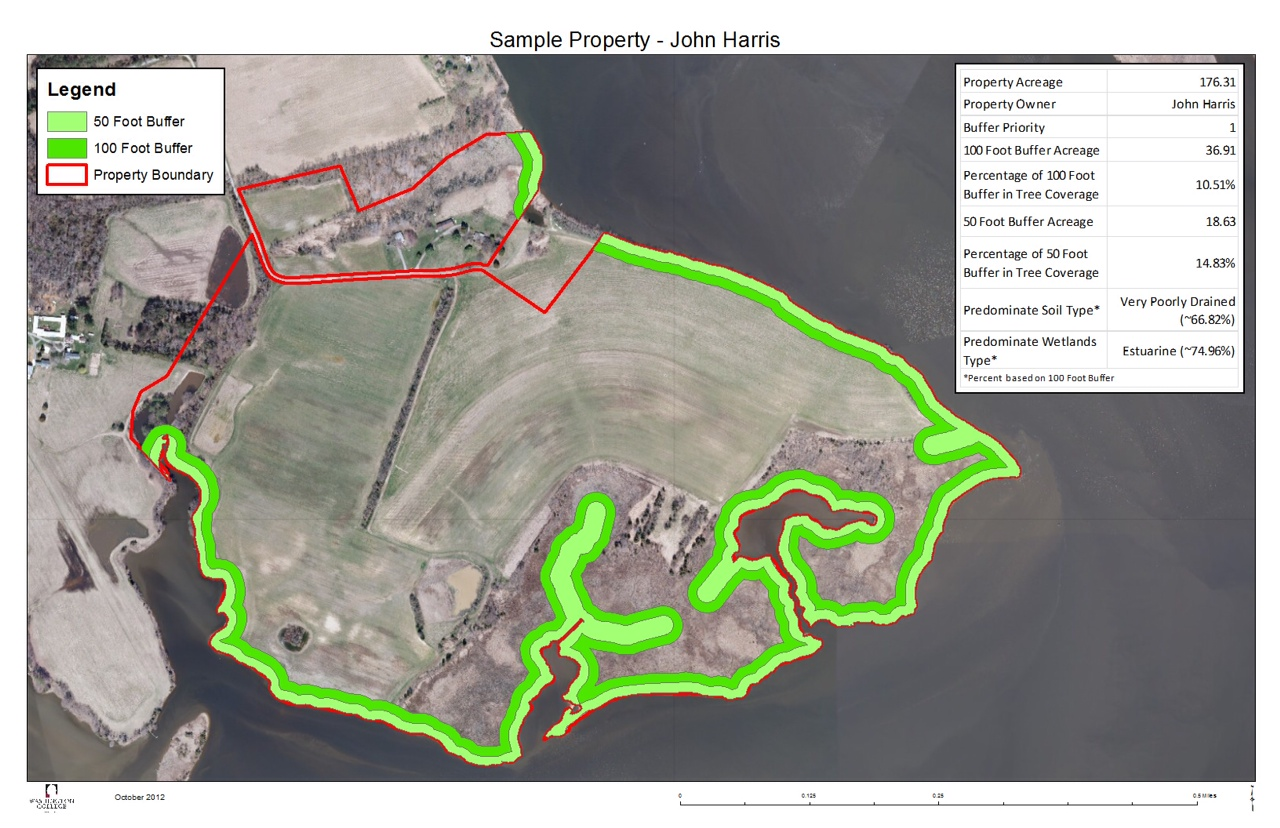 Sample Property - John Harris
Legend
50 Foot Buffer
100 Foot Buffer
Property Boundary
Property Acreage 176.31
Property Owner John Harris
Buffer Priority 1
100 Foot Buffer Acreage 36.91
Percentage of 100 Foot
Buffer in Tree Coverage 10.51%
50 Foot Buffer Acreage 18.63
Percentage of 50 Foot
Buffer in Tree Coverage 14.83%
Predominate Soil Type* Very Poorly Drained
(~66.82%)
Predominate Wetlands
Type* Estuarine (~74.96%)
*Percent based on 100 Foot Buffer
WASHINGTON
COLLEGE
October 2012
0 0.125 0.25 0.5 Miles